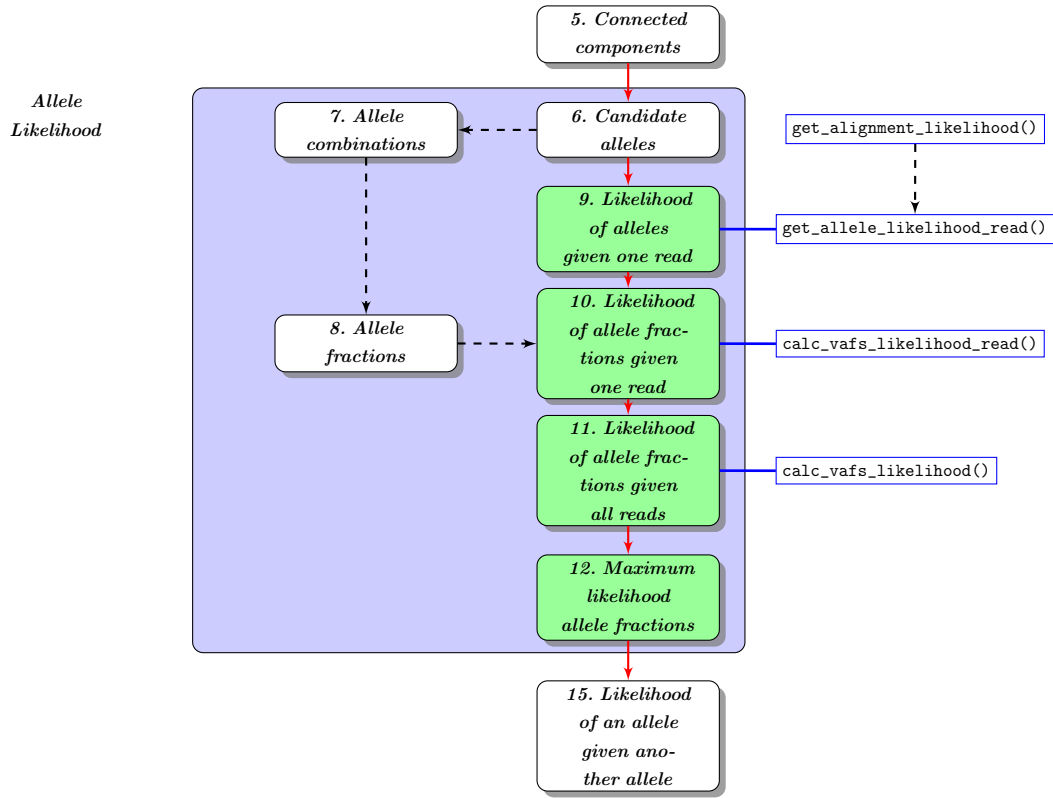 5. Connected
components
Allele
Likelihood
7. Allele
combinations
6. Candidate
alleles
get_alignment_likelihood()
9. Likelihood
of alleles
given one read
get_allele_likelihood_read()
8. Allele
fractions
10. Likelihood
of allele frac-
tions given
one read
calc_vafs_likelihood_read()
11. Likelihood
of allele frac-
tions given
all reads
calc_vafs_likelihood()
12. Maximum
likelihood
allele fractions
15. Likelihood
of an allele
given ano-
ther allele